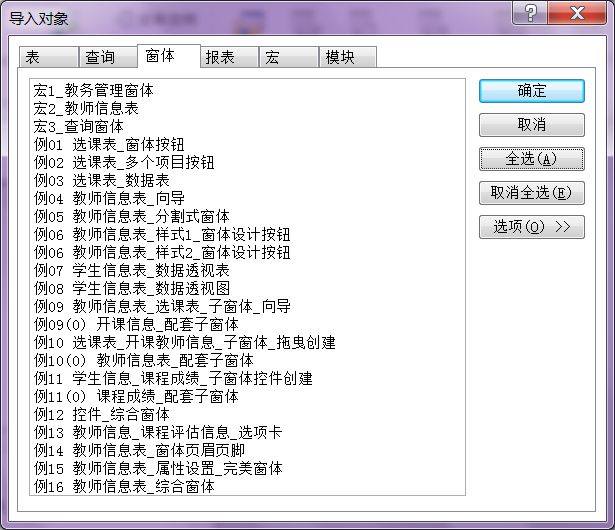 导入对象
表 查询 窗体 报表 宏 模块
宏1_教务管理窗体
宏2_教师信息表
宏3_查询窗体
例01 选课表_窗体按钮
例02 选课表_多个项目按钮
例03 选课表_数据表
例04 教师信息表_向导
例05 教师信息表_分割式窗体
例06 教师信息表_样式1_窗体设计按钮
例06 教师信息表_样式2_窗体设计按钮
例07 学生信息表_数据透视表
例08 学生信息表_数据透视图
例09 教师信息表_选课表_子窗体_向导
例09(0) 开课信息_配套子窗体
例10 选课表_开课教师信息_子窗体_拖曳创建
例10(0) 教师信息表_配套子窗体
例11 学生信息_课程成绩_子窗体控件创建
例11(0) 课程成绩_配套子窗体
例12 控件_综合窗体
例13 教师信息_课程评估信息_选项卡
例14 教师信息表_窗体页眉页脚
例15 教师信息表_属性设置_完美窗体
例16 教师信息表_综合窗体
确定
取消
全选(A)
取消全选(E)
选项(O) >>